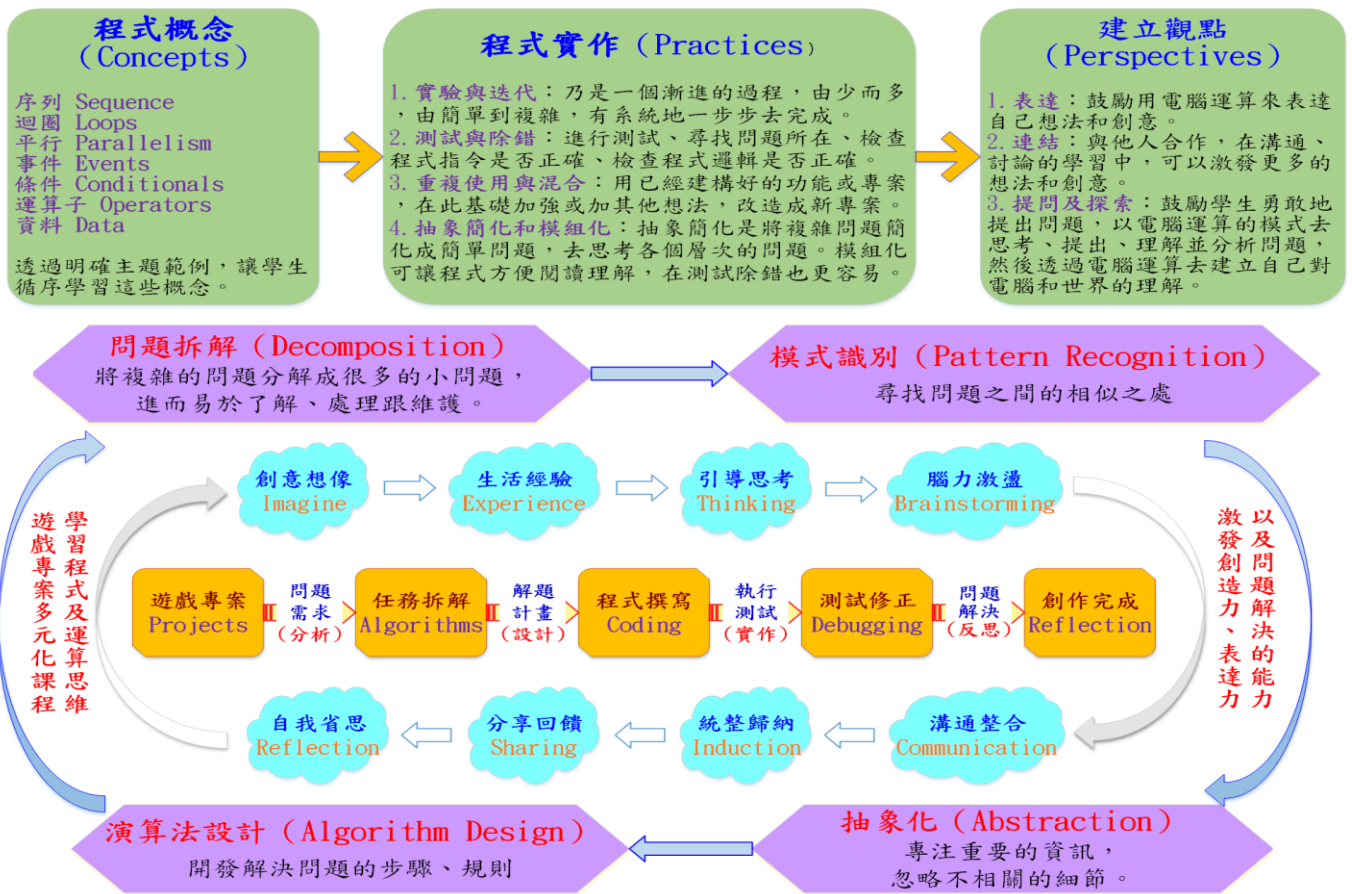 程式概念
(Concepts)
序列 Sequence
迴圈 Loops
平行 Parallelism
事件 Events
條件 Conditionals
運算子 Operators
資料 Data
透過明確主題範例，讓學生
循序學習這些概念。
程式實作（Practices）
1. 實驗與迭代：乃是一個漸進的過程，由少而多
，由簡單到複雜，有系統地一步步去完成。
2. 測試與除錯：進行測試、尋找問題所在、檢查
程式指令是否正確、檢查程式邏輯是否正確。
3. 重複使用與混合：用已經建構好的功能或專案
，在此基礎加強或加其他想法，改造成新專案。
4. 抽象簡化和模組化：抽象簡化是將複雜問題簡
化成簡單問題，去思考各個層次的問題。模組化
可讓程式方便閱讀理解，在測試除錯也更容易。
建立觀點
（Perspectives）
1. 表達：鼓勵用電腦運算來表達
自己想法和創意。
2. 連結：與他人合作，在溝通、
討論的學習中，可以激發更多的
想法和創意。
3. 提問及探索：鼓勵學生勇敢地
提出問題，以電腦運算的模式去
思考、提出、理解並分析問題，
然後透過電腦運算去建立自己對
電腦和世界的理解。
問題拆解（Decomposition）
將複雜的問題分解成很多的小問題，
進而易於了解、處理跟維護。
模式識別（Pattern Recognition）
尋找問題之間的相似之處
創意想像
Imagine
生活經驗
Experience
引導思考
Thinking
腦力激盪
Brainstorming
學習程式及運算思維
遊戲專案多元化課程
遊戲專案
Projects
問題
需求
(分析)
任務拆解
Algorithms
解題
計畫
(設計)
程式撰寫
Coding
執行
測試
(實作)
測試修正
Debugging
問題
解決
(反思)
創作完成
Reflection
以及問題解決的能力
激發創造力、表達力
自我省思
Reflection
分享回饋
Sharing
統整歸納
Induction
溝通整合
Communication
演算法設計（Algorithm Design）
開發解決問題的步驟、規則
抽象化（Abstraction）
專注重要的資訊，
忽略不相關的細節。